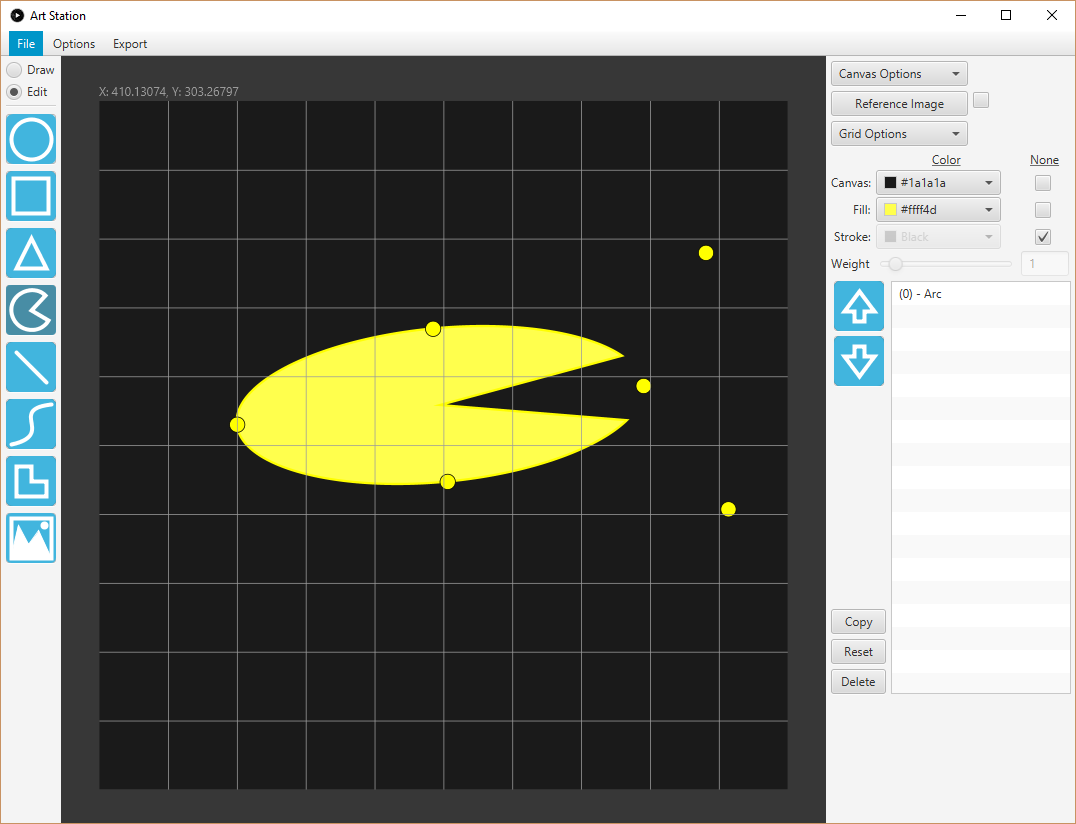 Art Station
File Options Export
Draw
Edit
X: 410.13074, Y: 303.26797
Canvas Options
Reference Image
Grid Options
Color None
Canvas: #1a1a1a
Fill: #ffff4d
Stroke: Black
Weight 1
(0) - Arc
Copy
Reset
Delete